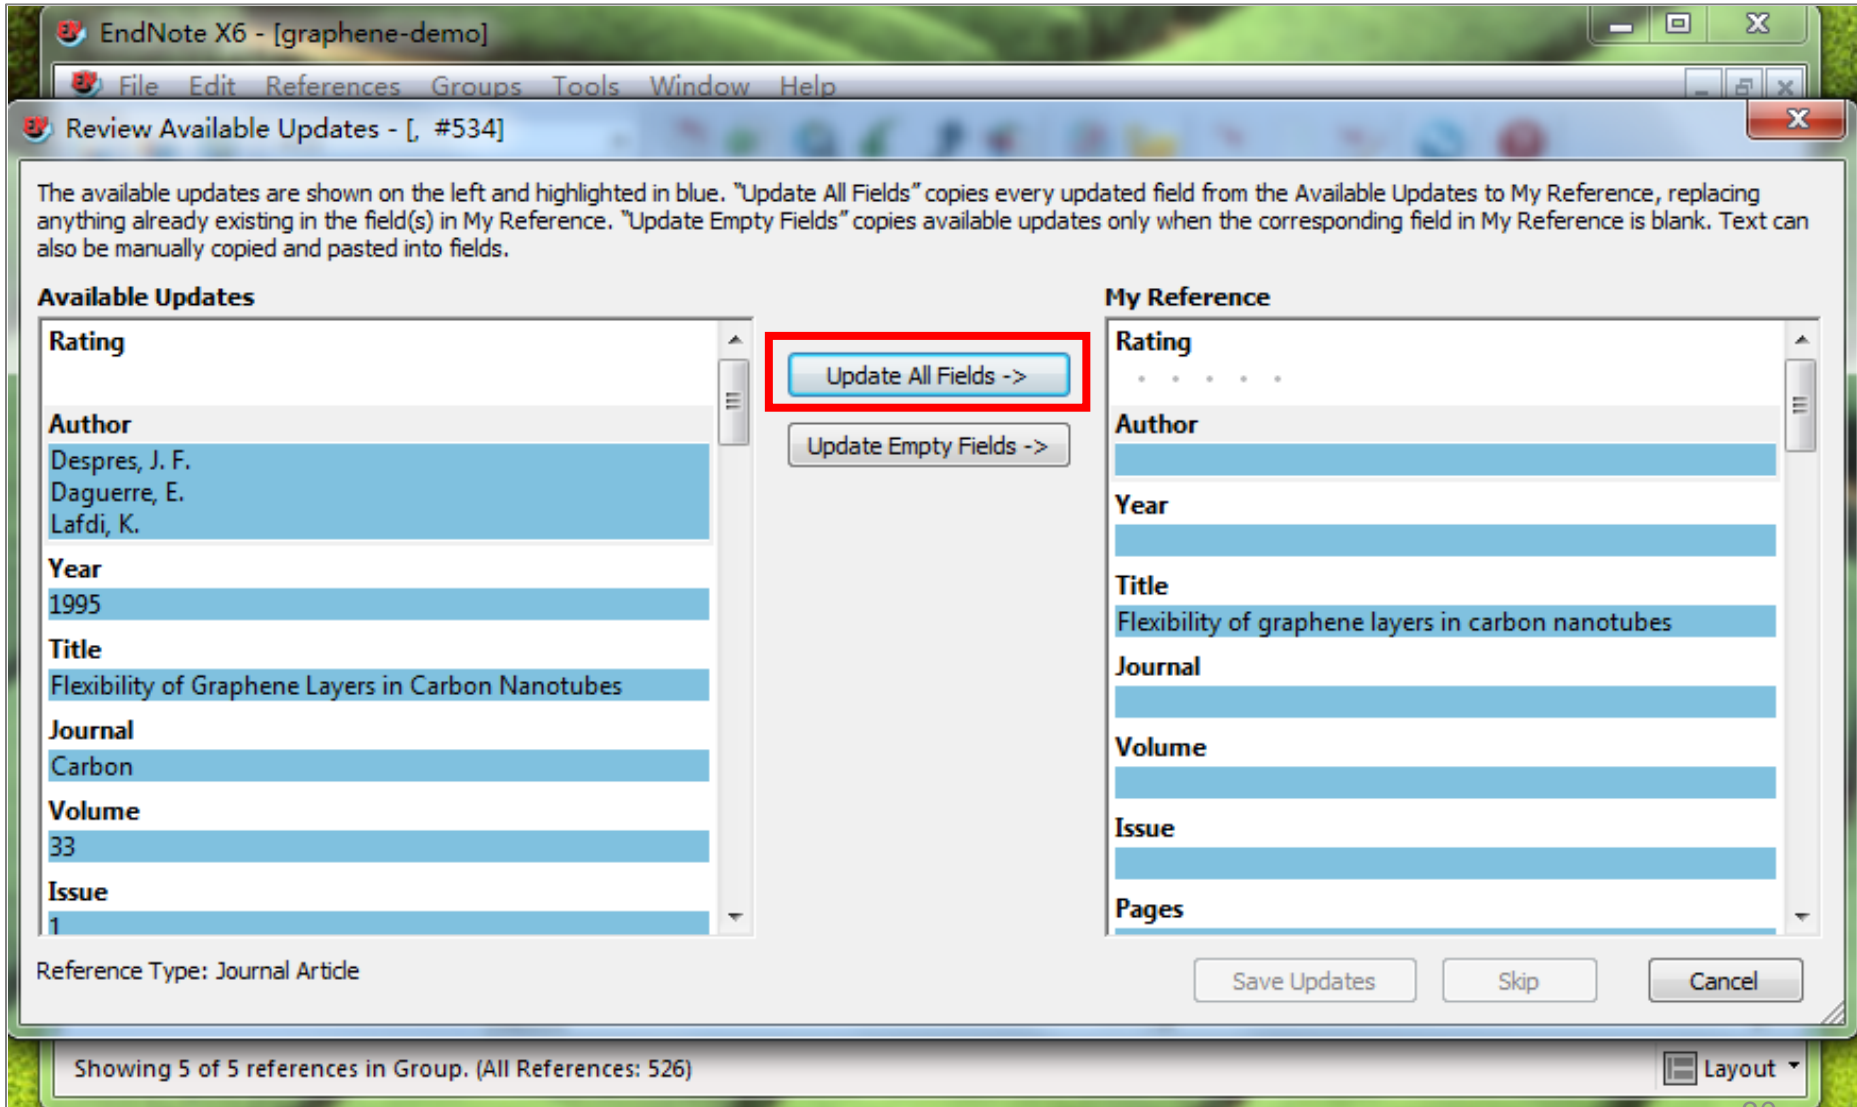 EndNote X6 - [graphene-demo]
File Edit References Groups Tools Window Help
Review Available Updates - [, #534]
The available updates are shown on the left and highlighted in blue. "Update All Fields" copies every updated field from the Available Updates to My Reference, replacing
anything already existing in the field(s) in My Reference. "Update Empty Fields" copies available updates only when the corresponding field in My Reference is blank. Text can
also be manually copied and pasted into fields.
Available Updates
Rating
Author
Despres, J. F.
Daguerre, E.
Lafdi, K.
Year
1995
Title
Flexibility of Graphene Layers in Carbon Nanotubes
Journal
Carbon
Volume
33
Issue
1
Update All Fields ->
Update Empty Fields ->
My Reference
Rating
Author
Year
Title
Flexibility of graphene layers in carbon nanotubes
Journal
Volume
Issue
Pages
Reference Type: Journal Article
Save Updates
Skip
Cancel
Showing 5 of 5 references in Group. (All References: 526)
Layout